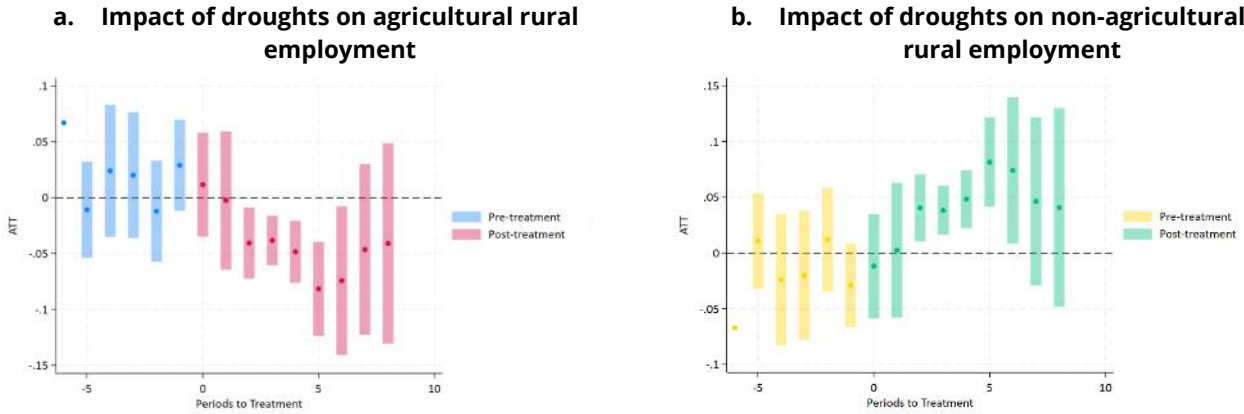 a. Impact of droughts on agricultural rural
employment
.1
.05
0
-.05
-.1
-.15
ATT
-5
0
5
10
Periods to Treatment
Pre-treatment
Post-treatment
b. Impact of droughts on non-agricultural
rural employment
.15
.1
.05
0
-.05
-.1
ATT
-5
0
5
10
Periods to Treatment
Pre-treatment
Post-treatment